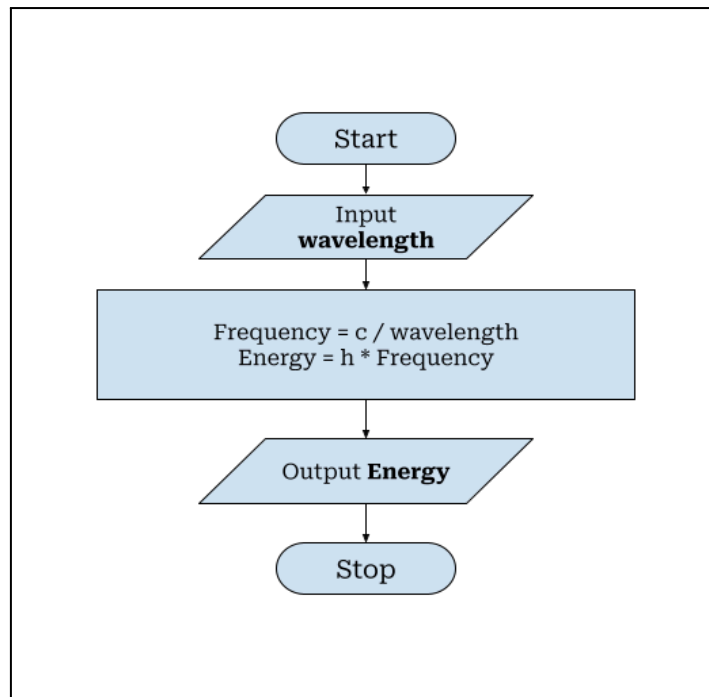 Start
Input
wavelength
Frequency = c / wavelength
Energy = h * Frequency
Output Energy
Stop